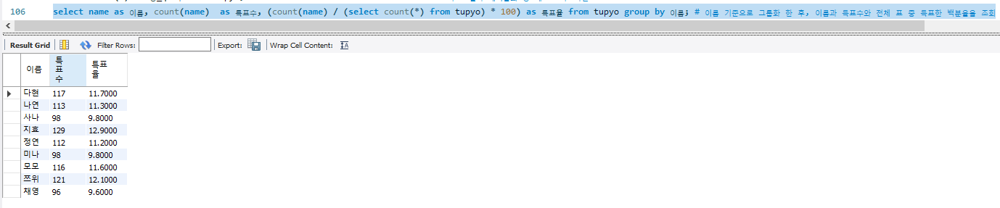 106 select name as 이름, count(name) as 특표수, (count(name) / (select count(*) from tupyo) * 100) as 특표율 from tupyo group by 이름; # 이름 기준으로 그룹화 한 후, 이름과 특표수와 전체 표 중 특표한 백분율을 조회
Result Grid Filter Rows: Export: Wrap Cell Content:
이름 특표수 특표율
다현 117 11.7000
나연 113 11.3000
사나 98 9.8000
지효 129 12.9000
정연 112 11.2000
미나 98 9.8000
모모 116 11.6000
쯔위 121 12.1000
채영 96 9.6000